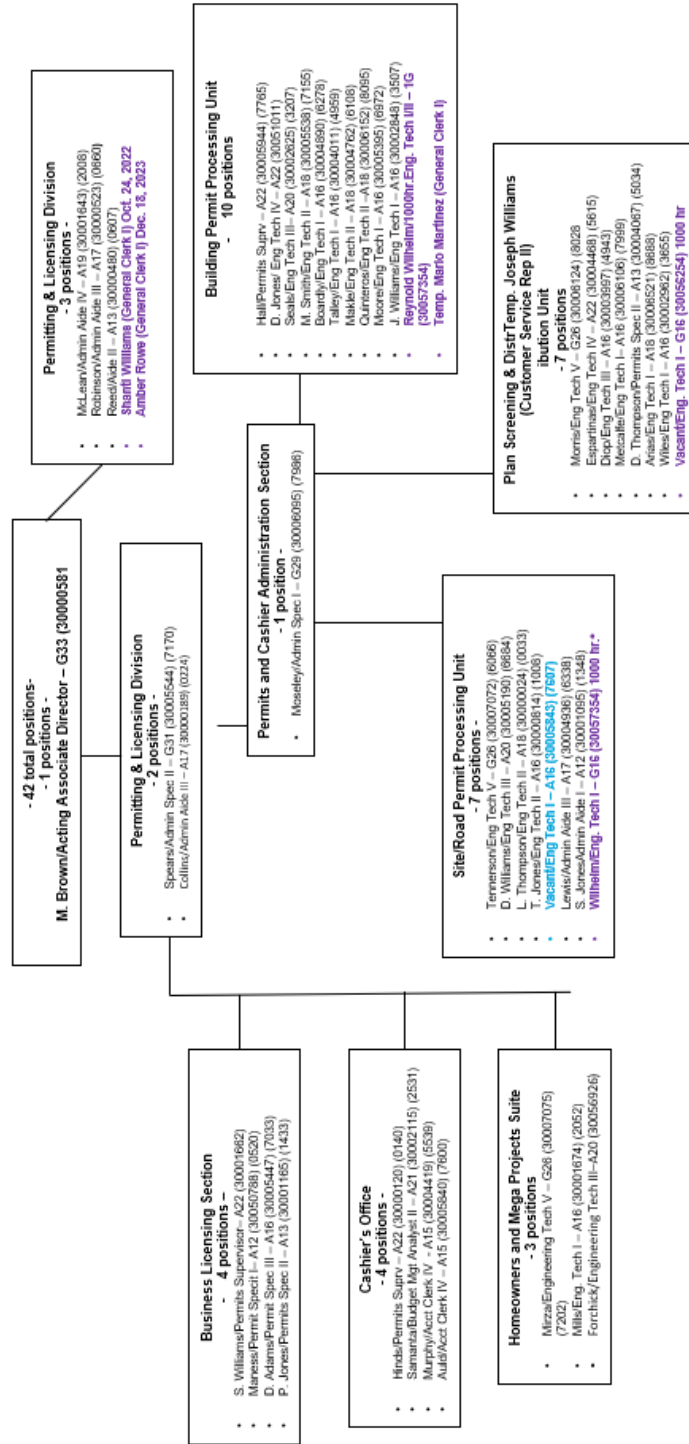 - 42 total positions-
- 1 positions -
M. Brown/Acting Associate Director – G33 (30000581
Permitting & Licensing Division
- 3 positions -
• McLean/Admin Aide IV – A19 (30001643) (2008)
• Robinson/Admin Aide III – A17 (30000523) (0660)
• Reed/Aide II – A13 (30000480) (0607)
• Shanti Williams (General Clerk I) Oct. 24, 2022
• Amber Rowe (General Clerk I) Dec. 18, 2023
Permitting & Licensing Division
- 2 positions -
• Spears/Admin Spec II – G31 (30005544) (7170)
• Collins/Admin Aide III – A17 (30000189) (0224)
Business Licensing Section
- 4 positions –
• S. Williams/Permits Supervisor– A22 (30001662)
• Maness/Permit Specit I– A12 (30050788) (0520)
• D. Adams/Permit Spec III – A16 (30005447) (7033)
• P. Jones/Permits Spec II – A13 (30001165) (1433)
Cashier's Office
- 4 positions -
• Hinds/Permits Suprv – A22 (30000120) (0140)
• Samanta/Budget Mgt Analyst II – A21 (30002115) (2531)
• Murphy/Acct Clerk IV - A15 (30004419) (5539)
• Auld/Acct Clerk IV – A15 (30005840) (7600)
Homeowners and Mega Projects Suite
- 3 positions
• Mirza/Engineering Tech V – G26 (30007075)
(7202)
• Mills/Eng. Tech I – A16 (30001674) (2052)
• Forchick/Engineering Tech III–A20 (30056926)
Permits and Cashier Administration Section
- 1 position -
• Moseley/Admin Spec I – G29 (30006095) (7986)
Building Permit Processing Unit
- 10 positions
• Hall/Permits Suprv – A22 (30005944) (7765)
• D. Jones/ Eng Tech IV – A22 (30051011)
• Seals/Eng Tech III– A20 (30002625) (3207)
• M. Smith/Eng Tech II – A18 (30005538) (7155)
• Boardly/Eng Tech I – A16 (30004890) (6278)
• Talley/Eng Tech I – A16 (30004011) (4959)
• Makle/Eng Tech II – A18 (30004762) (6108)
• Quinteros/Eng Tech II –A18 (30006152) (8095)
• Moore/Eng Tech I – A16 (30005395) (6972)
• J. Williams/Eng Tech I – A16 (30002848) (3507)
• Reynold Wilhelm/1000hr.Eng. Tech I/II – 1G
(30057354)
• Temp. Mario Martinez (General Clerk I)
Site/Road Permit Processing Unit
- 7 positions -
• Tennerson/Eng Tech V – G26 (30007072) (6066)
• D. Williams/Eng Tech III – A20 (30005190) (6684)
• L. Thompson/Eng Tech II – A18 (30000024) (0033)
• T. Jones/Eng Tech II – A16 (30000814) (1008)
• Vacant/Eng Tech I – A16 (30005843) (7607)
• Lewis/Admin Aide III – A17 (30004936) (6338)
• S. JonesAdmin Aide I – A12 (30001095) (1348)
• Wilhelm/Eng. Tech I – G16 (30057354) 1000 hr.*
Plan Screening & DistrTemp. Joseph Williams
(Customer Service Rep II)
ibution Unit
- 7 positions
• Morris/Eng Tech V – G26 (30006124) (8028
• Espartinas/Eng Tech IV – A22 (30004468) (5615)
• Diop/Eng Tech III – A16 (30003997) (4943)
• Metcalfe/Eng Tech I– A16 (30006106) (7999)
• D. Thompson/Permits Spec II – A13 (30004067) (5034)
• Arias/Eng Tech I – A18 (30006521) (8688)
• Wiles/Eng Tech I – A16 (30002962) (3655)
• Vacant/Eng. Tech I – G16 (30056254) 1000 hr